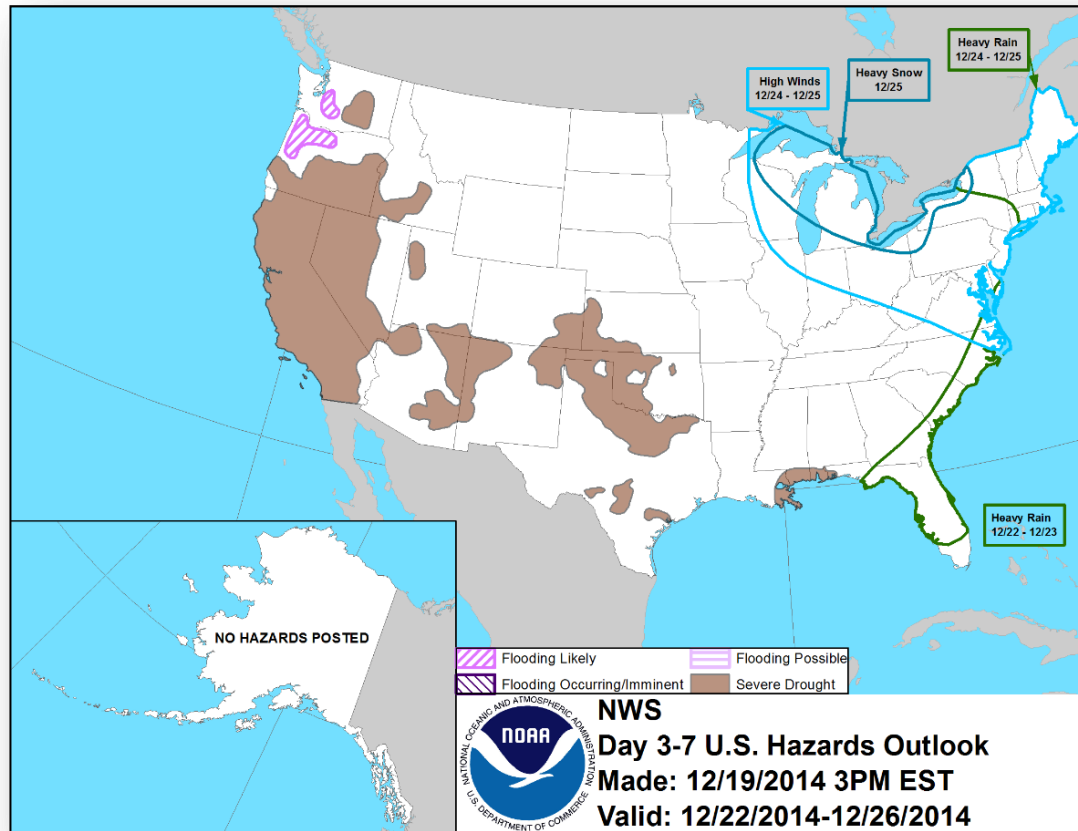 Heavy Rain
12/24 - 12/25
High Winds
12/24 - 12/25
Heavy Snow
12/25
Heavy Rain
12/22 - 12/23
NO HAZARDS POSTED
Flooding Likely
Flooding Possible
Flooding Occurring/Imminent
Severe Drought
NATIONAL OCEANIC AND ATMOSPHERIC ADMINISTRATION
NOAA
U.S. DEPARTMENT OF COMMERCE
NWS
Day 3-7 U.S. Hazards Outlook
Made: 12/19/2014 3PM EST
Valid: 12/22/2014-12/26/2014